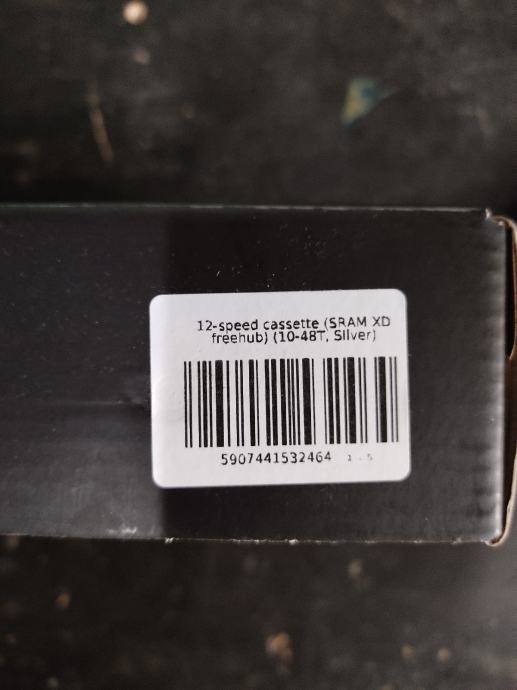 12-speed cassette (SRAM XD
freehub) (10-48T, Silver)
5907441532464